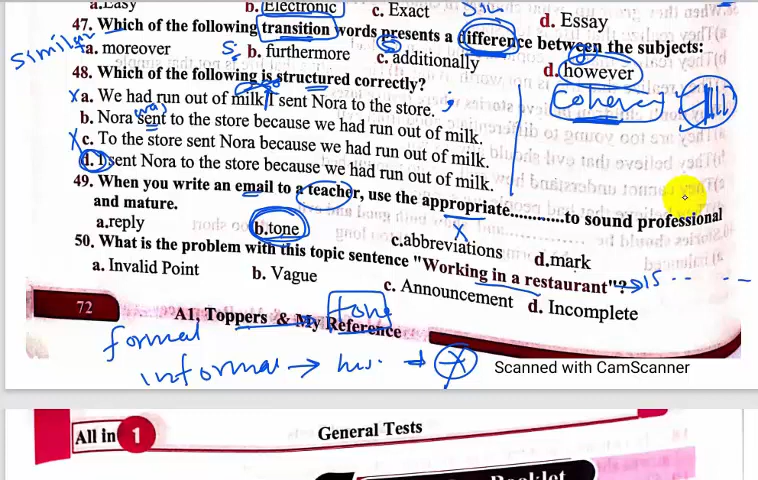 a.Easy b.Electronic c. Exact d. Essay
47. Which of the following transition words presents a difference between the subjects:
similar
a. moreover b. furthermore c. additionally d. however
S: S
48. Which of the following is structured correctly?
Coherency
x a. We had run out of milk I sent Nora to the store. ;
was
b. Nora sent to the store because we had run out of milk.
x c. To the store sent Nora because we had run out of milk.
d. I sent Nora to the store because we had run out of milk.
49. When you write an email to a teacher, use the appropriate............to sound professional
and mature.
a.reply b.tone c.abbreviations d.mark
x
50. What is the problem with this topic sentence "Working in a restaurant"? → is .. ..
a. Invalid Point b. Vague c. Announcement d. Incomplete
72
A1, Toppers & My Reference
tone
formal
informal →
Scanned with CamScanner
All in 1 General Tests
Booklet